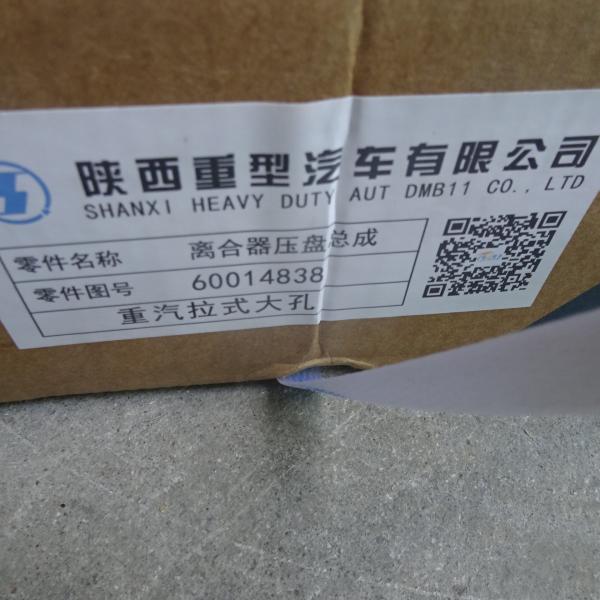 陕西重型汽车有限公司
SHANXI HEAVY DUTY AUT DMB11 CO., LTD
零件名称 离合器压盘总成
零件图号 60014838
重汽拉式大孔